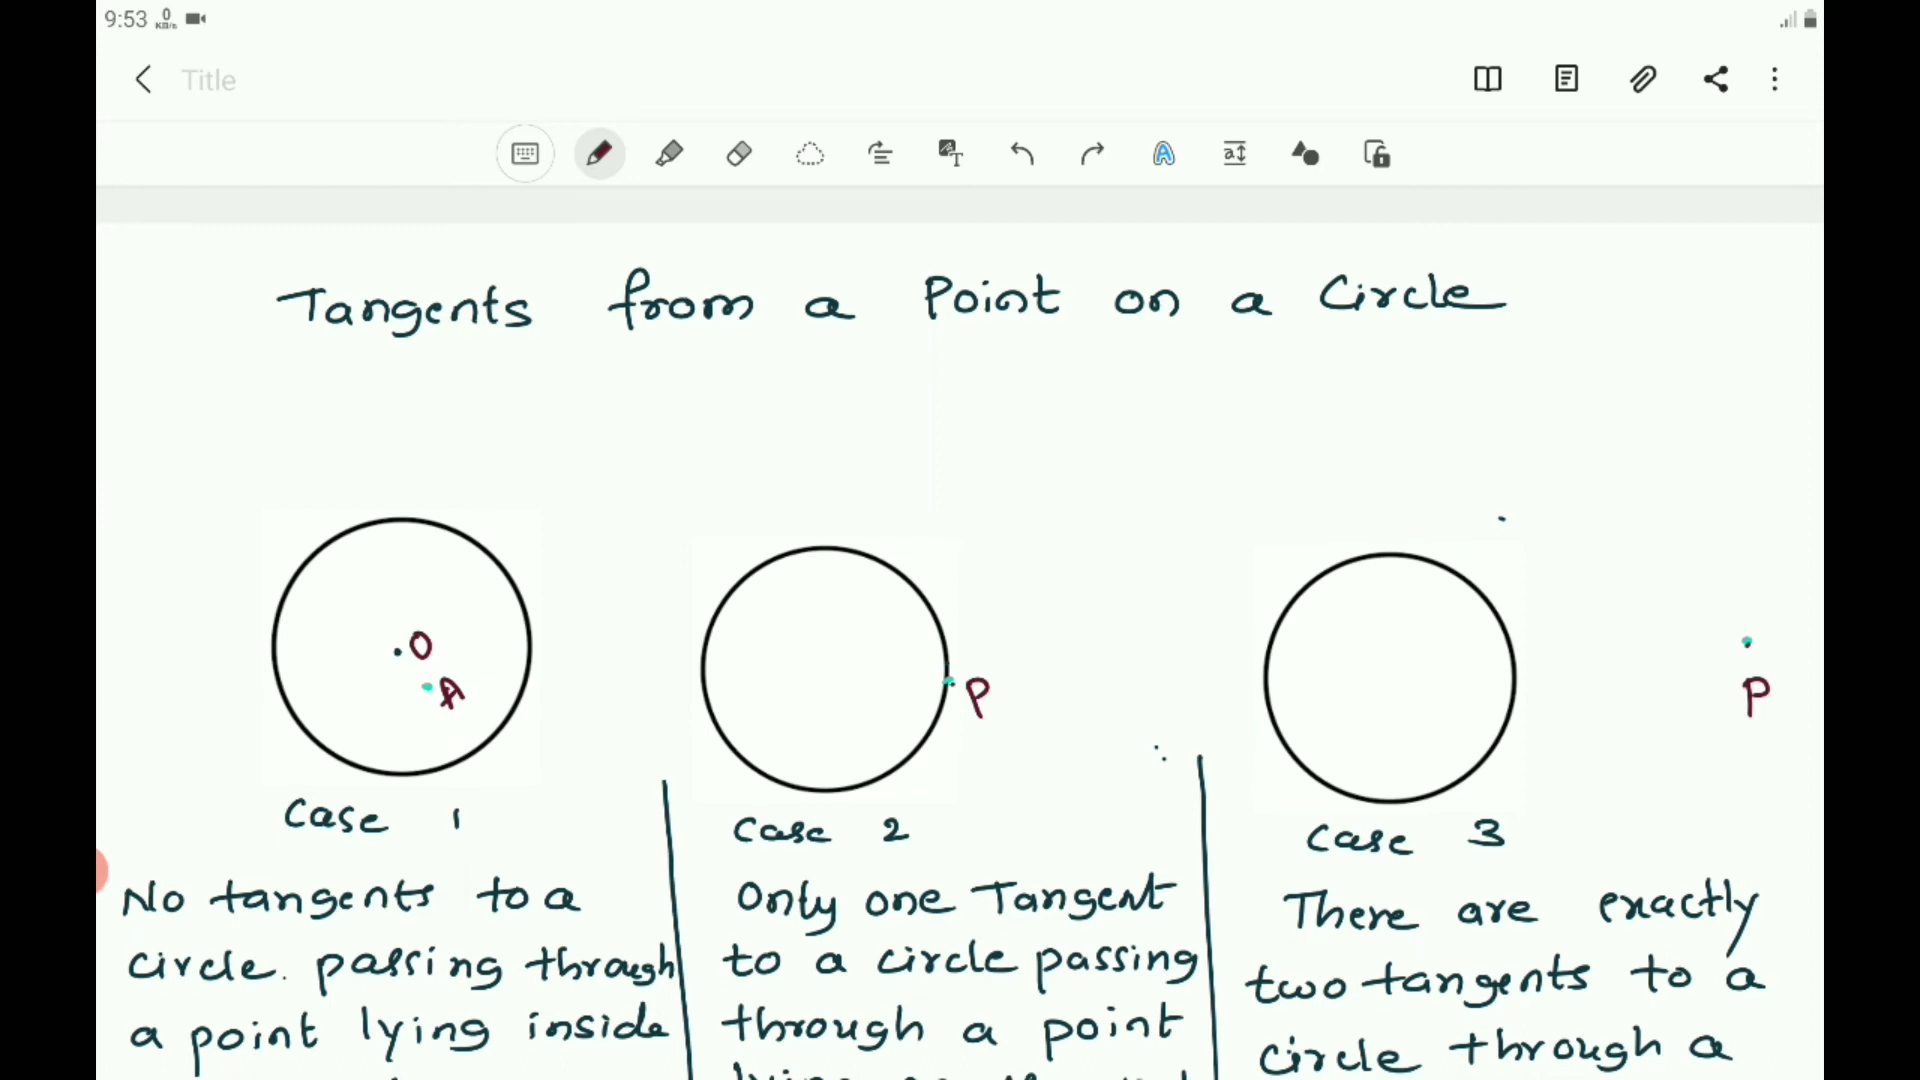 9:53 0 KB/s
Title
Tangents from a Point on a Circle
O
A
P
P
Case 1
Case 2
Case 3
No tangents to a
circle. passing through
a point lying inside
Only one Tangent
to a circle passing
through a point
There are exactly
two tangents to a
circle through a